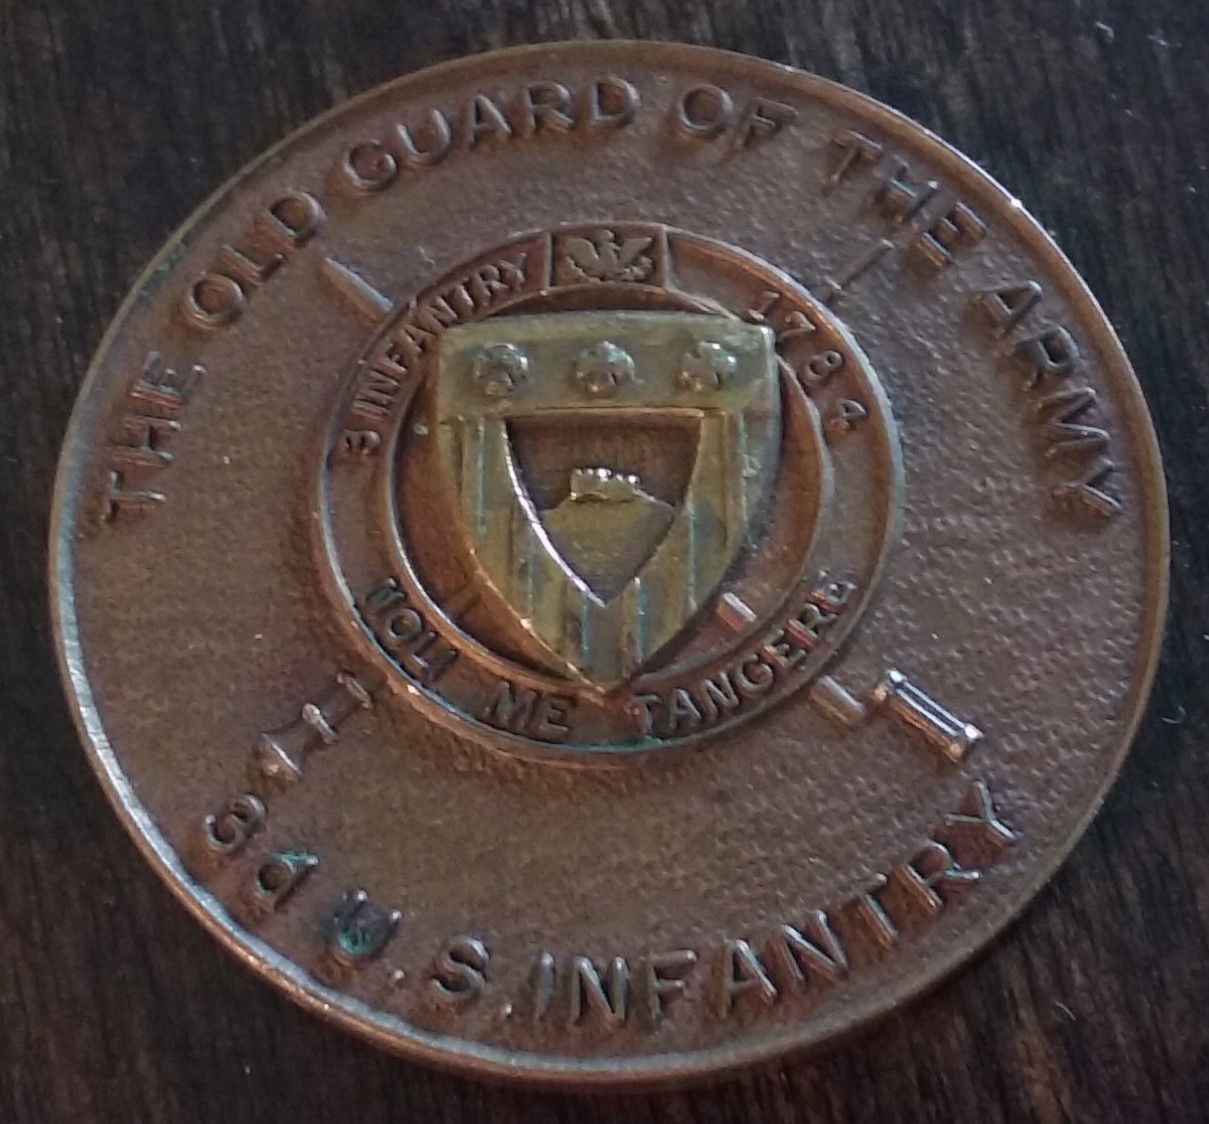 THE OLD GUARD OF THE ARMY
3 INFANTRY 1784
NOLI ME TANGERE
3d U.S. INFANTRY